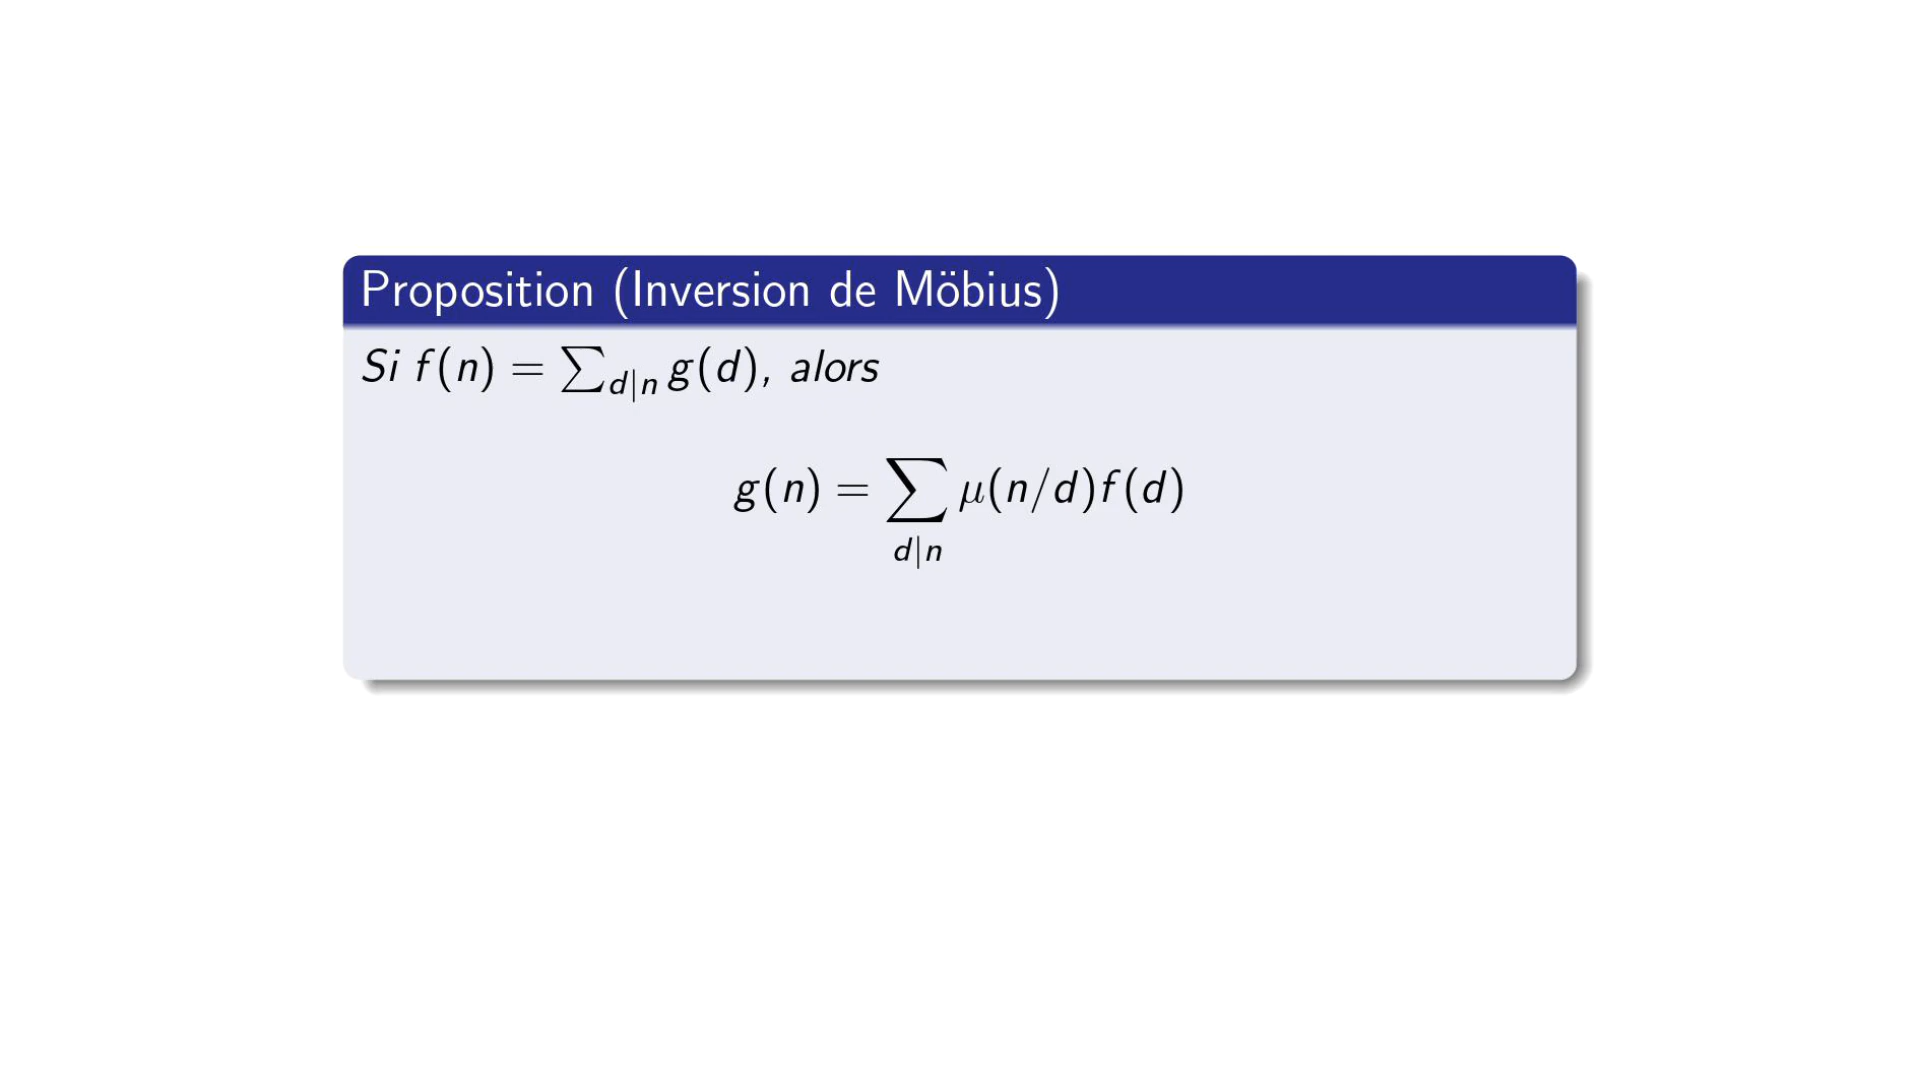 Proposition (Inversion de Möbius)
Si f(n) = ∑_{d|n} g(d), alors
g(n) = ∑_{d|n} μ(n/d)f(d)